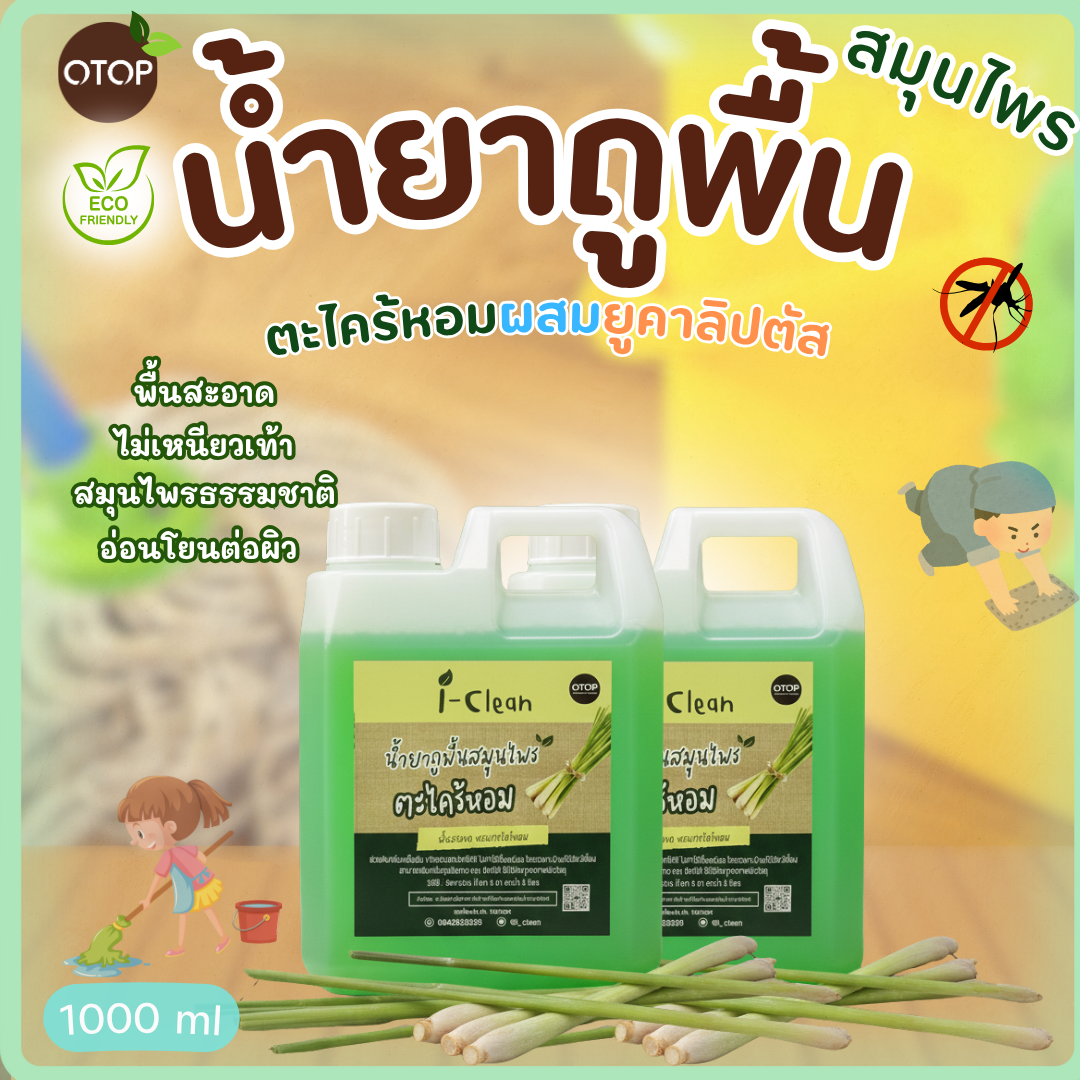 OTOP
น้ำยาถูพื้น
สมุนไพร
ECO
FRIENDLY
ตะไคร้หอมผสมยูคาลิปตัส
พื้นสะอาด
ไม่เหนียวเท้า
สมุนไพรธรรมชาติ
อ่อนโยนต่อผิว
i-Clean
OTOP
น้ำยาถูพื้นสมุนไพร
ตะไคร้หอม
Clean
OTOP
นสมุนไพร
ร้หอม
1000 ml